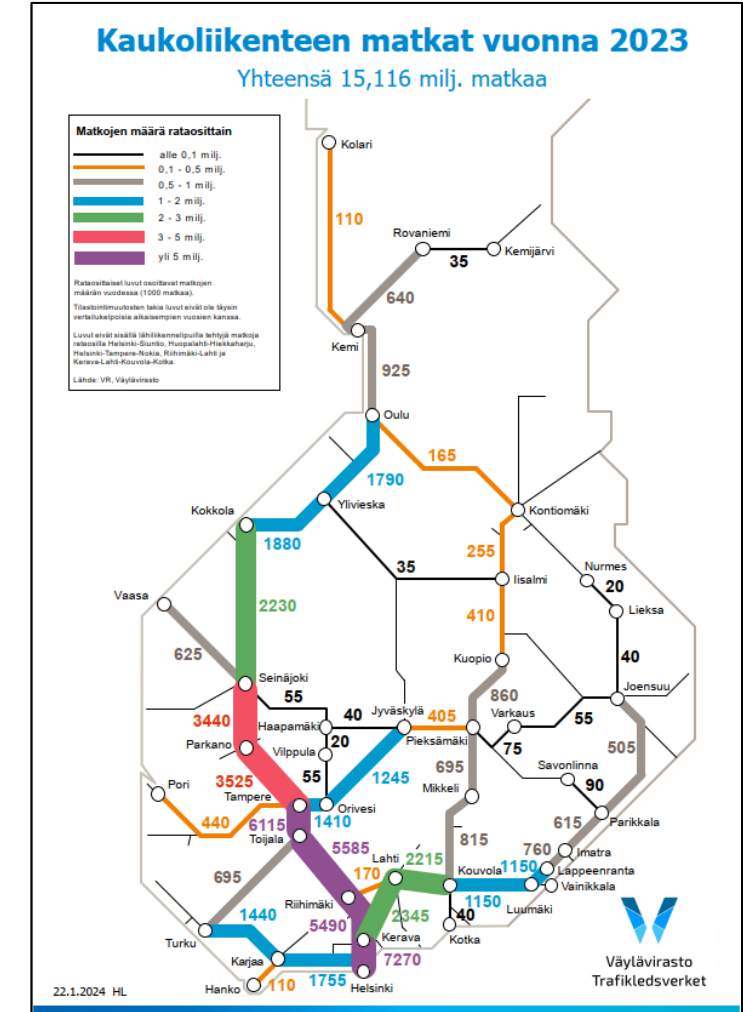 Kaukoliikenteen matkat vuonna 2023
Yhteensä 15,116 milj. matkaa
Matkojen määrä rataosittain
alle 0,1 milj.
0,1 - 0,5 milj.
0,5 - 1 milj.
1 - 2 milj.
2 - 3 milj.
3 - 5 milj.
yli 5 milj.
Rataosittaiset luvut osoittavat matkojen
määrän vuodessa (1000 matkaa).
Tilastointimuutosten takia luvut eivät ole täysin
vertailukelpoisia aikaisempien vuosien kanssa.
Luvut eivät sisällä lähiliikennelipuilla tehtyjä matkoja
rataosilla Helsinki-Siuntio, Huopalahti-Hiekkaharju,
Helsinki-Tampere-Nokia, Riihimäki-Lahti ja
Kerava-Lahti-Kouvola-Kotka.
Lähde: VR, Väylävirasto
Kolari
110
Rovaniemi
35
Kemijärvi
640
Kemi
925
Oulu
165
1790
Kokkola
Ylivieska
Kontiomäki
1880
255
35
Iisalmi
Nurmes
20
Vaasa
2230
410
Lieksa
625
Kuopio
40
Seinäjoki
55
860
Joensuu
3440
Haapamäki
40
Jyväskylä
405
Varkaus
55
Parkano
20
Pieksämäki
75
505
Vilppula
3525
55
1245
695
Savonlinna
Pori
Tampere
Mikkeli
90
440
1410
Orivesi
Parikkala
6115
Toijala
5585
815
615
Lahti
2215
Kouvola
760
Imatra
695
170
1150
Lappeenranta
Riihimäki
1150
Vainikkala
Luumäki
1440
5490
2345
40
Turku
Kerava
Kotka
Karjaa
7270
Hanko
110
1755
Helsinki
Väylävirasto
Trafikledsverket
22.1.2024 HL